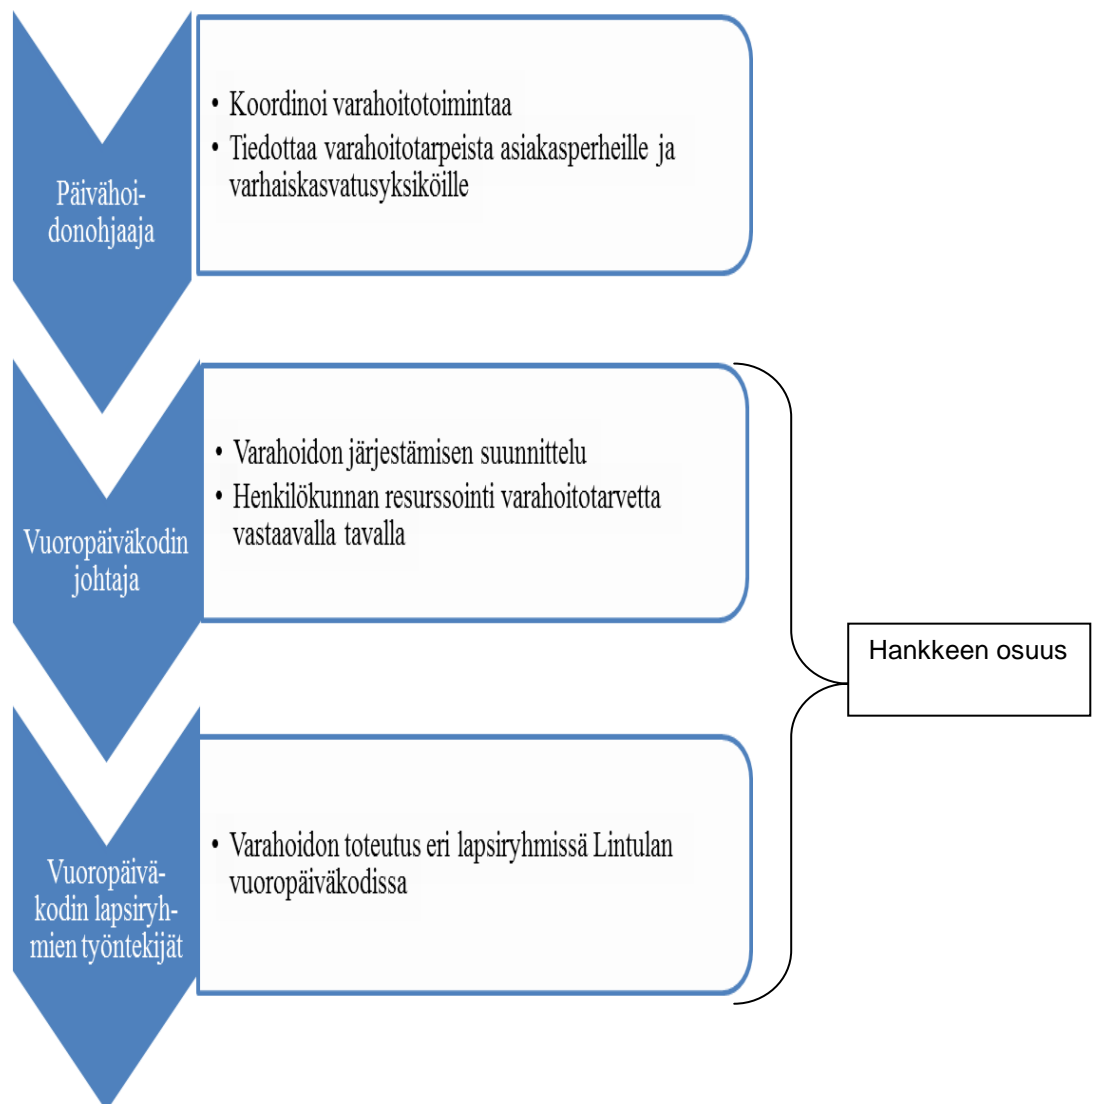 Päivähoi-
donohjaaja
• Koordinoi varahoitotoimintaa
• Tiedottaa varahoitotarpeista asiakasperheille ja
varhaiskasvatusyksiköille
Vuoropäiväkodin
johtaja
• Varahoidon järjestämisen suunnittelu
• Henkilökunnan resurssointi varahoitotarvetta
vastaavalla tavalla
Hankkeen osuus
Vuoropäivä-
kodin lapsiryh-
mien työntekijät
• Varahoidon toteutus eri lapsiryhmissä Lintulan
vuoropäiväkodissa